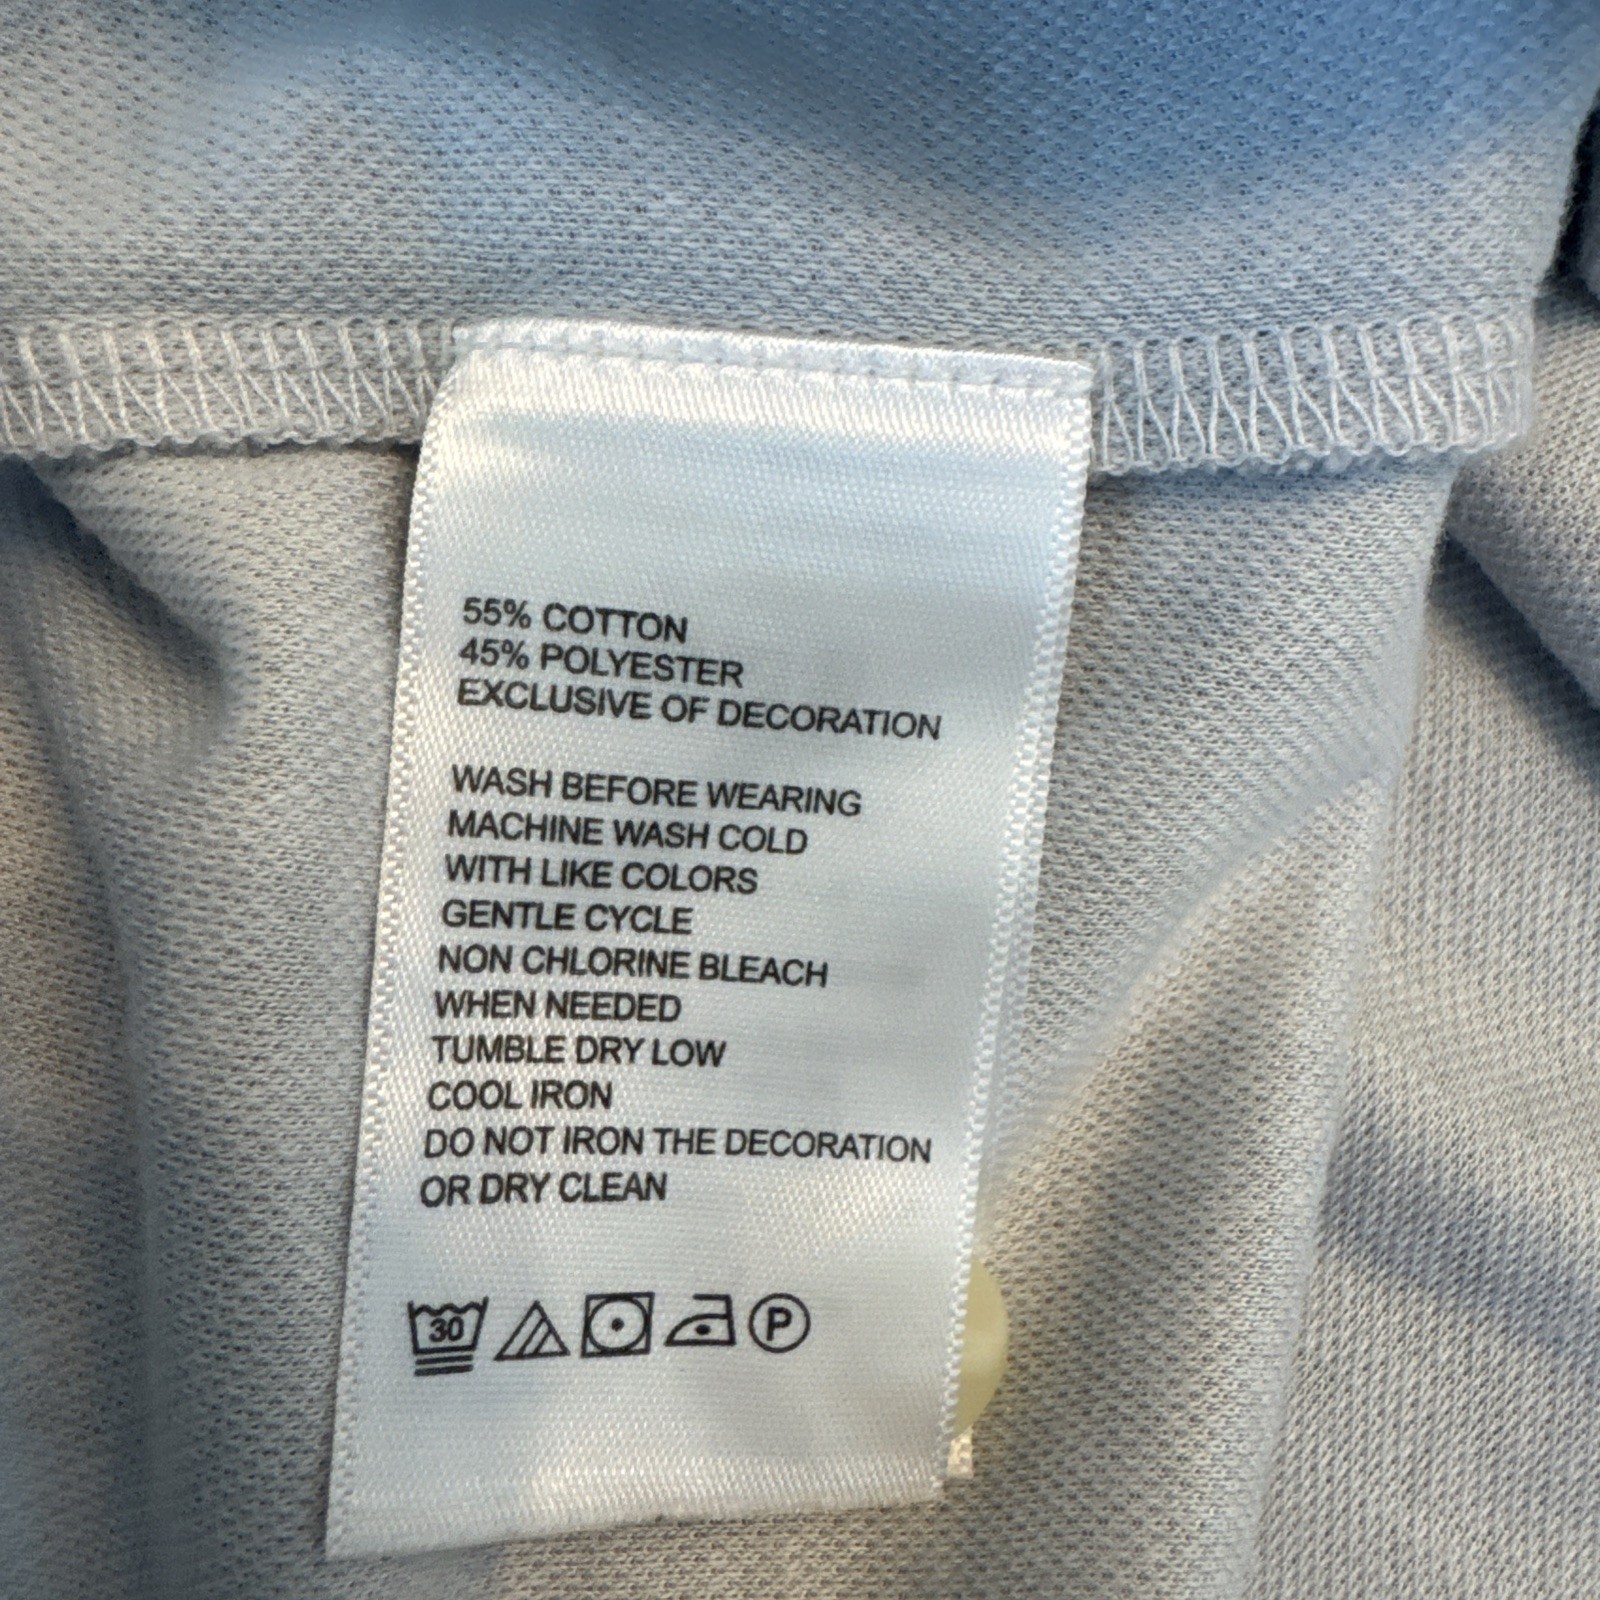 55% COTTON
45% POLYESTER
EXCLUSIVE OF DECORATION
WASH BEFORE WEARING
MACHINE WASH COLD
WITH LIKE COLORS
GENTLE CYCLE
NON CHLORINE BLEACH
WHEN NEEDED
TUMBLE DRY LOW
COOL IRON
DO NOT IRON THE DECORATION
OR DRY CLEAN
30 P